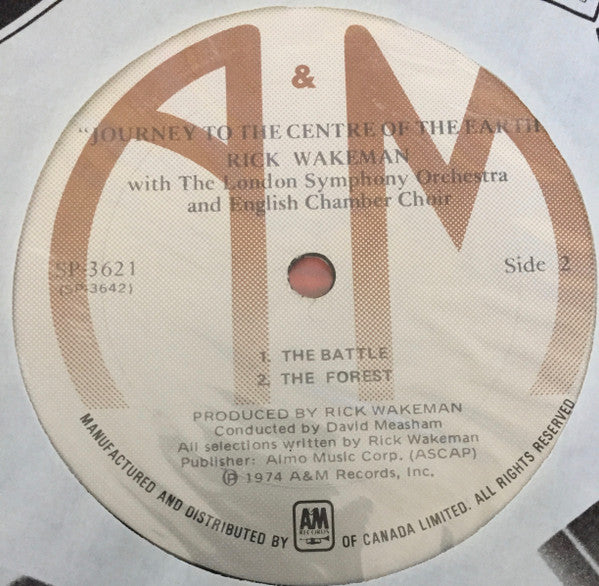 &
"JOURNEY TO THE CENTRE OF THE EARTH
RICK WAKEMAN
with The London Symphony Orchestra
and English Chamber Choir
SP-3621
(SP-3642)
Side 2
1. THE BATTLE
2. THE FOREST
PRODUCED BY RICK WAKEMAN
Conducted by David Measham
All selections written by Rick Wakeman
Publisher: Almo Music Corp. (ASCAP)
Ⓟ 1974 A&M Records, Inc.
MANUFACTURED AND DISTRIBUTED BY A&M RECORDS OF CANADA LIMITED. ALL RIGHTS RESERVED